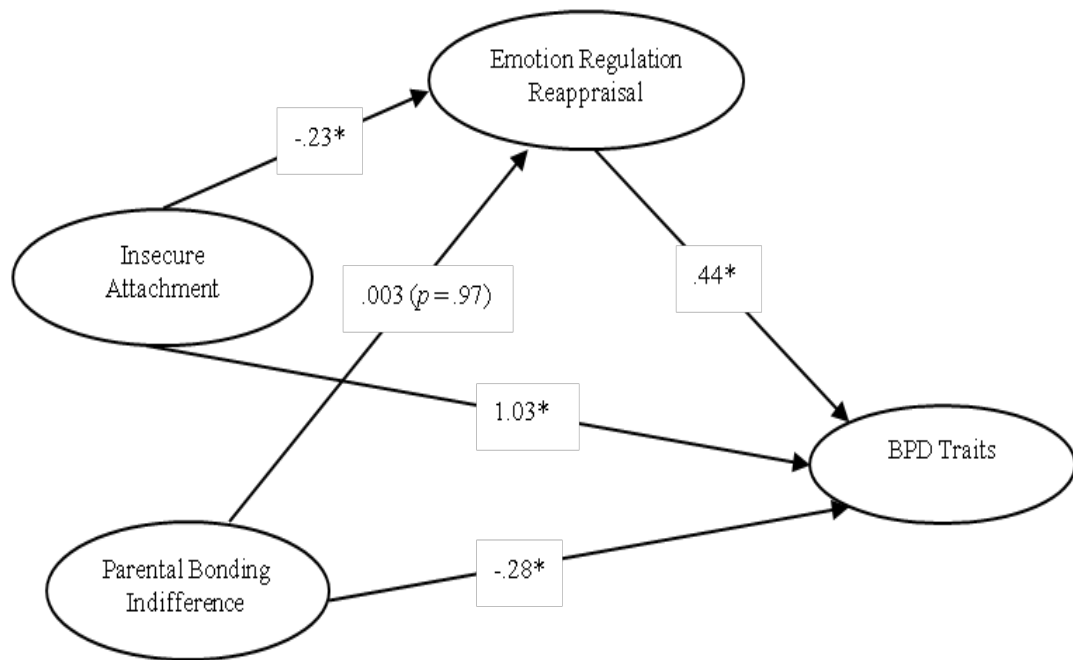 Emotion Regulation
Reappraisal
-.23*
Insecure
Attachment
.003 (p = .97)
.44*
1.03*
BPD Traits
Parental Bonding
Indifference
-.28*